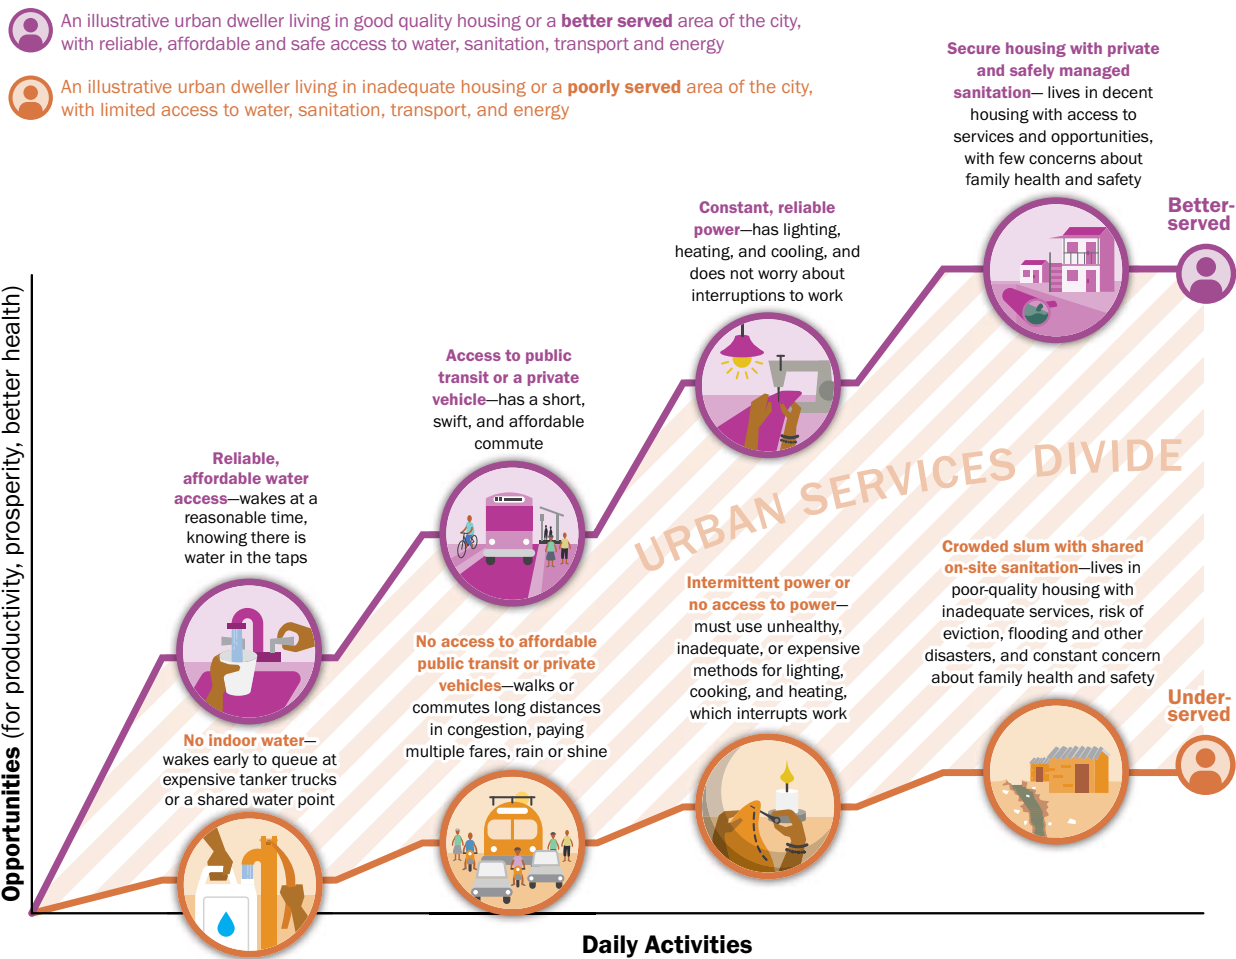 An illustrative urban dweller living in good quality housing or a better served area of the city,
with reliable, affordable and safe access to water, sanitation, transport and energy
An illustrative urban dweller living in inadequate housing or a poorly served area of the city,
with limited access to water, sanitation, transport, and energy
Secure housing with private
and safely managed
sanitation— lives in decent
housing with access to
services and opportunities,
with few concerns about
family health and safety
Better-
served
Constant, reliable
power—has lighting,
heating, and cooling, and
does not worry about
interruptions to work
Access to public
transit or a private
vehicle—has a short,
swift, and affordable
commute
Reliable,
affordable water
access—wakes at a
reasonable time,
knowing there is
water in the taps
URBAN SERVICES DIVIDE
Crowded slum with shared
on-site sanitation—lives in
poor-quality housing with
inadequate services, risk of
eviction, flooding and other
disasters, and constant concern
about family health and safety
Under-
served
Intermittent power or
no access to power—
must use unhealthy,
inadequate, or expensive
methods for lighting,
cooking, and heating,
which interrupts work
No access to affordable
public transit or private
vehicles—walks or
commutes long distances
in congestion, paying
multiple fares, rain or shine
No indoor water—
wakes early to queue at
expensive tanker trucks
or a shared water point
Opportunities (for productivity, prosperity, better health)
Daily Activities